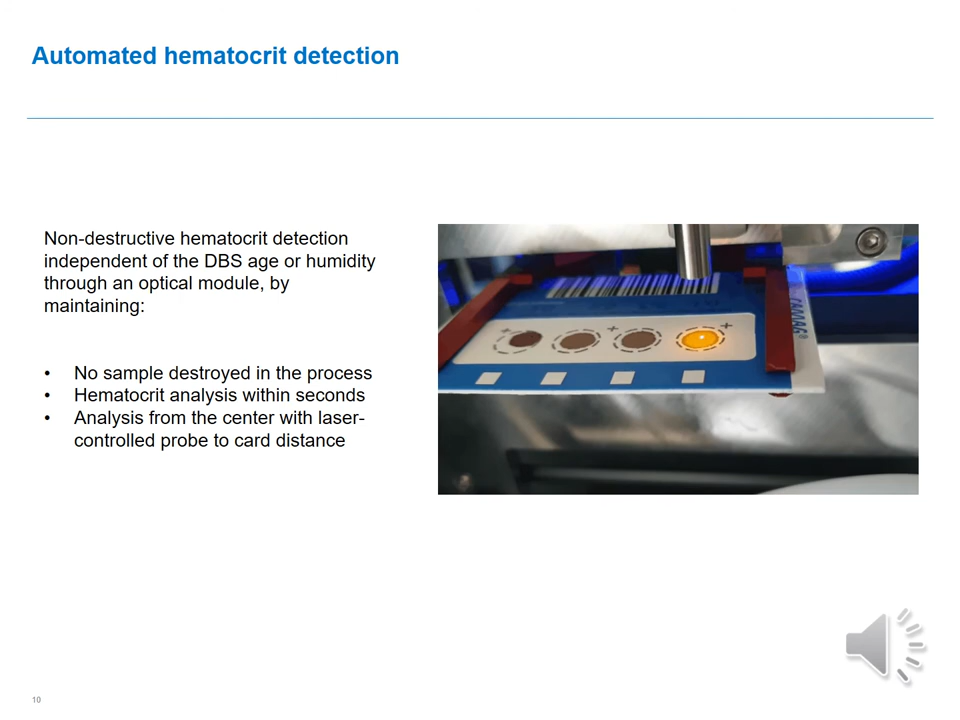 Automated hematocrit detection
Non-destructive hematocrit detection
independent of the DBS age or humidity
through an optical module, by
maintaining:
• No sample destroyed in the process
• Hematocrit analysis within seconds
• Analysis from the center with laser-
controlled probe to card distance
10